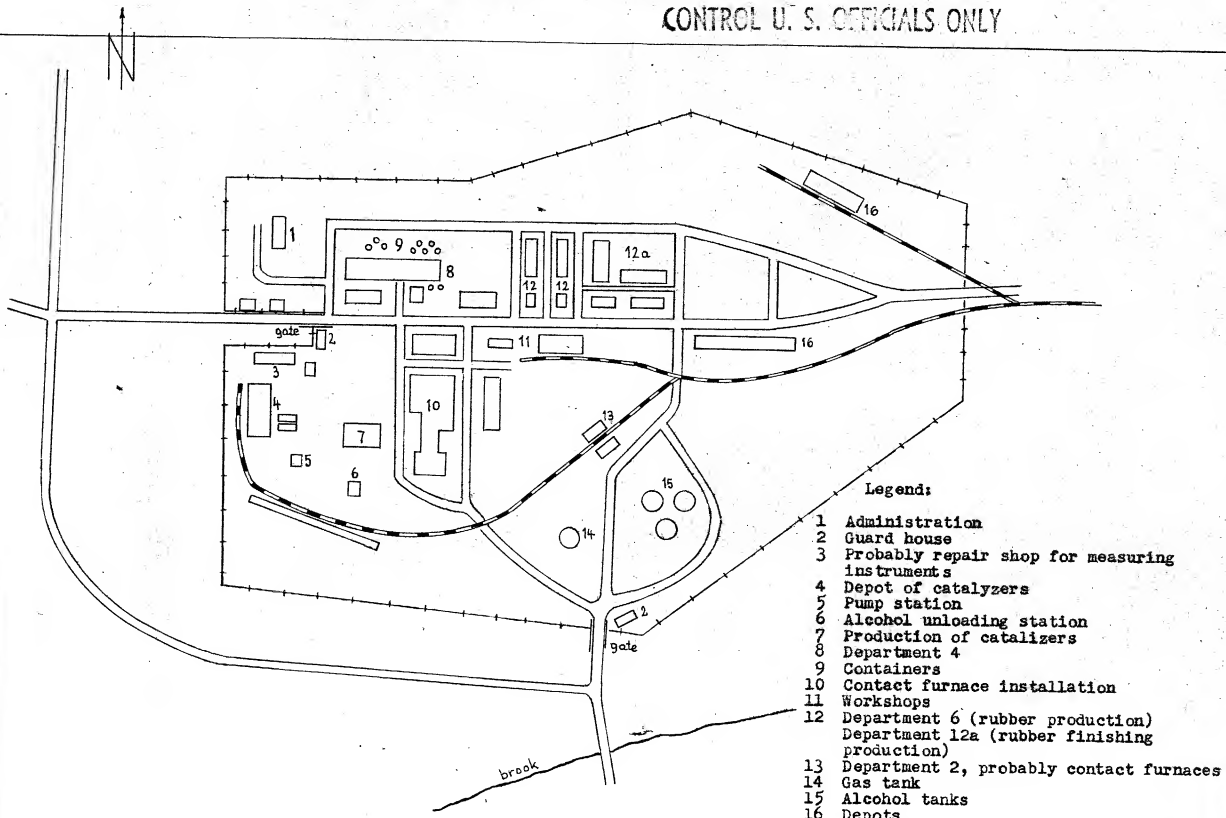 CONTROL U. S. OFFICIALS ONLY
N
1
9
8
12
12
12a
16
gate
2
11
16
3
4
10
13
7
5
6
15
14
2
gate
brook
Legend:
1 Administration
2 Guard house
3 Probably repair shop for measuring
instruments
4 Depot of catalyzers
5 Pump station
6 Alcohol unloading station
7 Production of catalizers
8 Department 4
9 Containers
10 Contact furnace installation
11 Workshops
12 Department 6 (rubber production)
Department 12a (rubber finishing
production)
13 Department 2, probably contact furnaces
14 Gas tank
15 Alcohol tanks
16 Depots